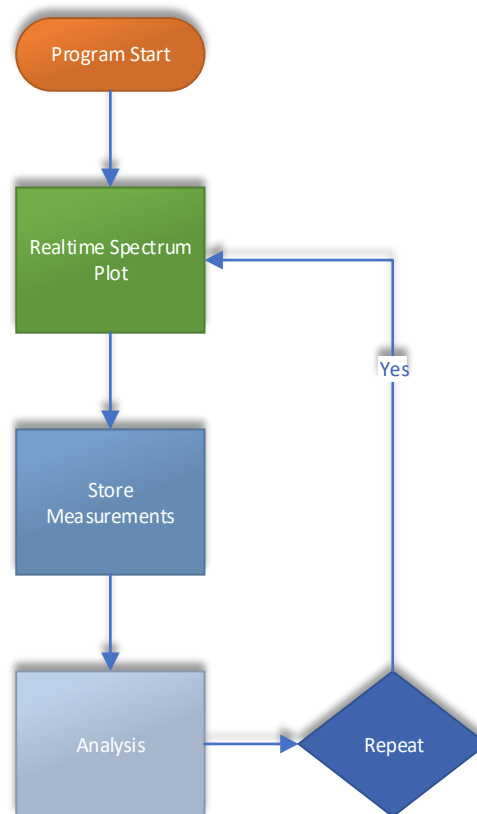 Program Start
Realtime Spectrum
Plot
Yes
Store
Measurements
Analysis
Repeat